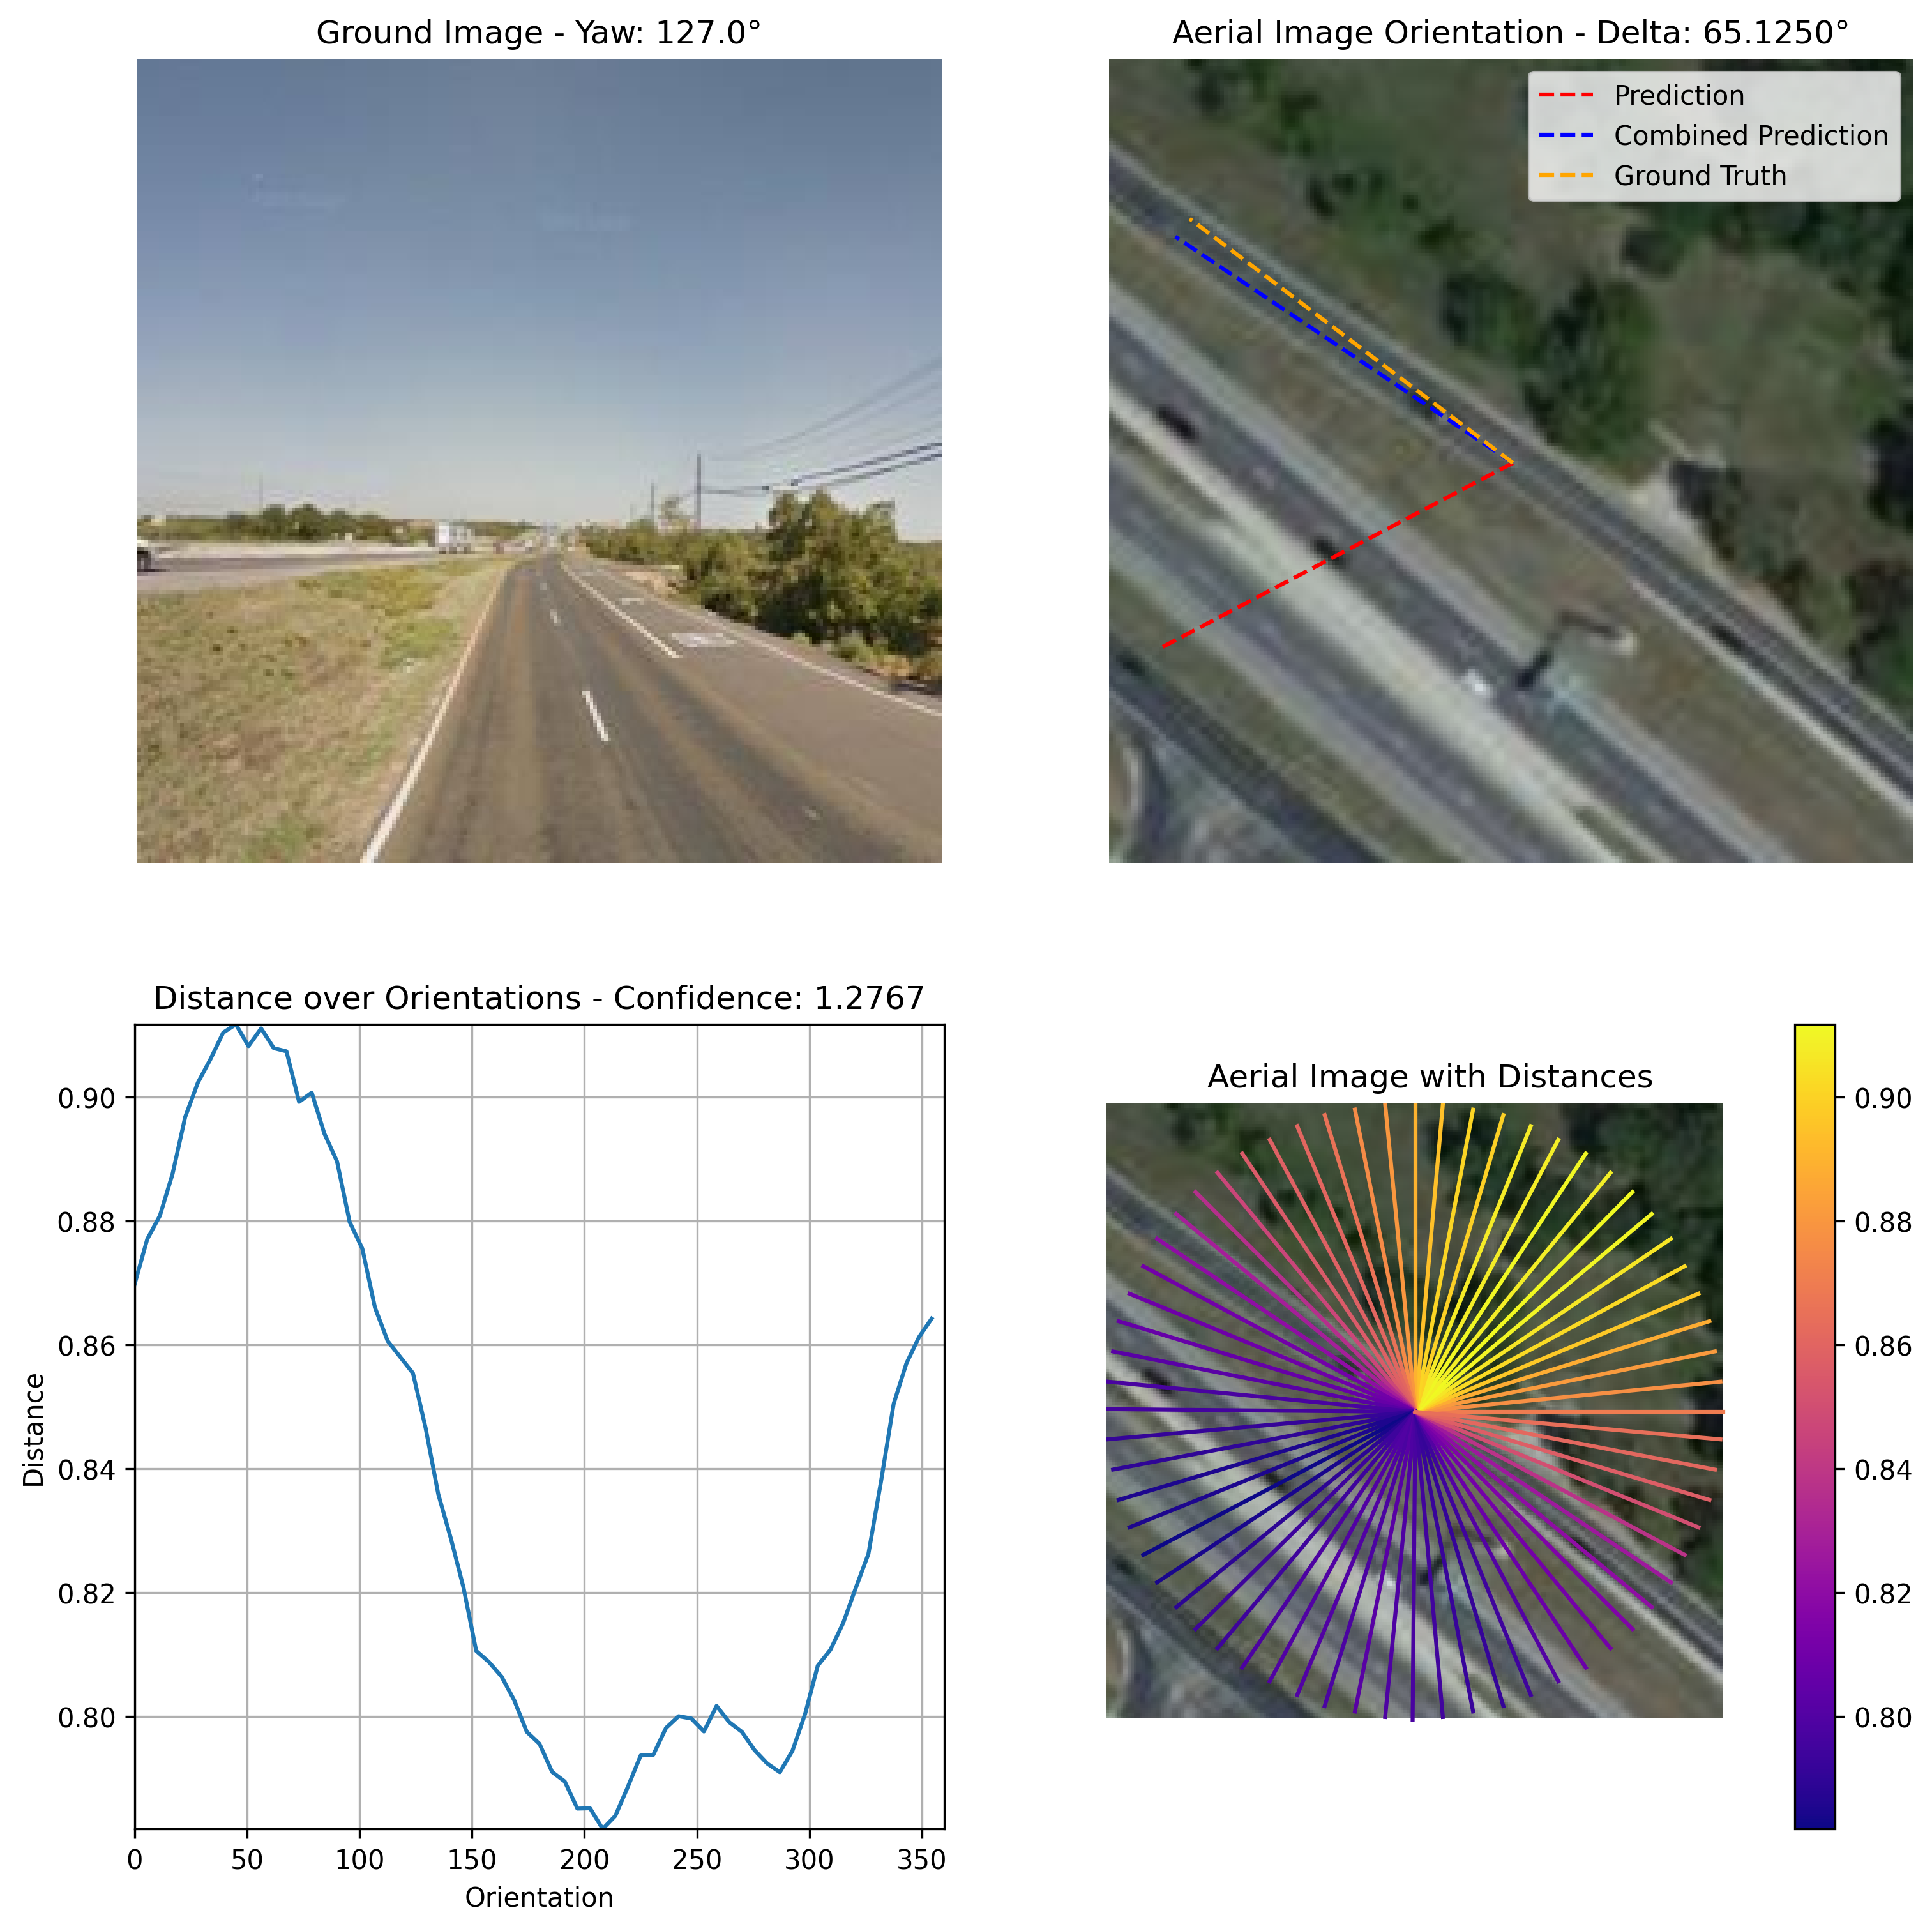 Ground Image - Yaw: 127.0°
Aerial Image Orientation - Delta: 65.1250°
Prediction
Combined Prediction
Ground Truth
Distance over Orientations - Confidence: 1.2767
Distance
0.90
0.88
0.86
0.84
0.82
0.80
0
50
100
150
200
250
300
350
Orientation
Aerial Image with Distances
0.90
0.88
0.86
0.84
0.82
0.80